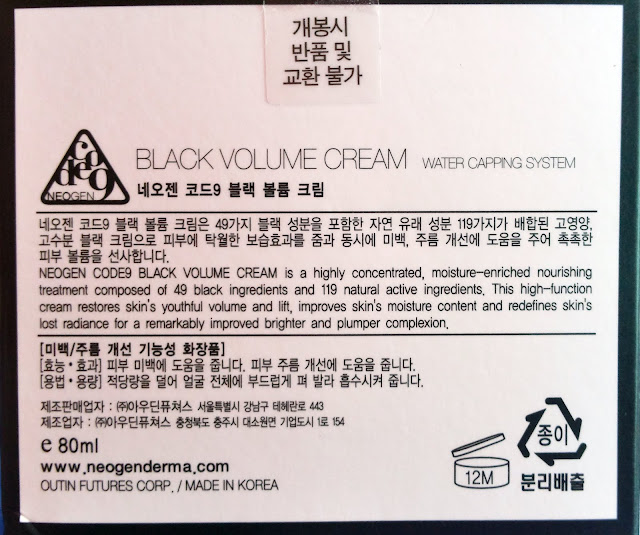 개봉시
반품 및
교환 불가
code9
NEOGEN
BLACK VOLUME CREAM WATER CAPPING SYSTEM
네오젠 코드9 블랙 볼륨 크림
네오젠 코드9 블랙 볼륨 크림은 49가지 블랙 성분을 포함한 자연 유래 성분 119가지가 배합된 고영양,
고수분 블랙 크림으로 피부에 탁월한 보습효과를 줌과 동시에 미백, 주름 개선에 도움을 주어 촉촉한
피부 볼륨을 선사합니다.
NEOGEN CODE9 BLACK VOLUME CREAM is a highly concentrated, moisture-enriched nourishing
treatment composed of 49 black ingredients and 119 natural active ingredients. This high-function
cream restores skin's youthful volume and lift, improves skin's moisture content and redefines skin's
lost radiance for a remarkably improved brighter and plumper complexion.
[미백/주름 개선 기능성 화장품]
[효능・효과] 피부 미백에 도움을 줍니다. 피부 주름 개선에 도움을 줍니다.
[용법・용량] 적당량을 덜어 얼굴 전체에 부드럽게 펴 발라 흡수시켜 줍니다.
제조판매업자 : ㈜아우딘퓨쳐스 서울특별시 강남구 테헤란로 443
제조업자 : ㈜아우딘퓨쳐스 충청북도 충주시 대소원면 기업도시 1로 154
e 80ml
www.neogenderma.com
OUTIN FUTURES CORP. / MADE IN KOREA
12M
종이
분리배출